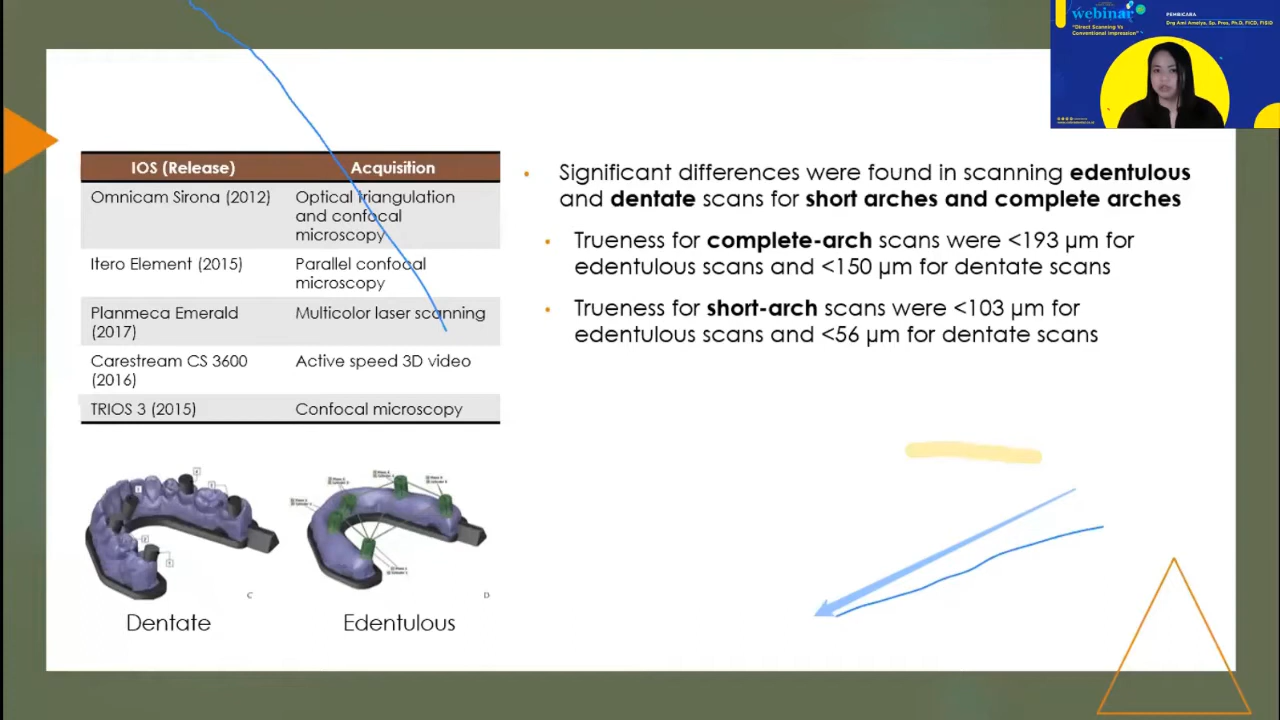 webinar
"Direct Scanning Vs
Conventional Impression"
PEMBICARA
Drg Ami Amelya, Sp. Pros, Ph.D, FICD, FISID
IOS (Release)
Acquisition
Omnicam Sirona (2012)
Optical triangulation
and confocal
microscopy
Itero Element (2015)
Parallel confocal
microscopy
Planmeca Emerald
(2017)
Multicolor laser scanning
Carestream CS 3600
(2016)
Active speed 3D video
TRIOS 3 (2015)
Confocal microscopy
• Significant differences were found in scanning edentulous
and dentate scans for short arches and complete arches
• Trueness for complete-arch scans were <193 µm for
edentulous scans and <150 µm for dentate scans
• Trueness for short-arch scans were <103 µm for
edentulous scans and <56 µm for dentate scans
C
D
Dentate
Edentulous